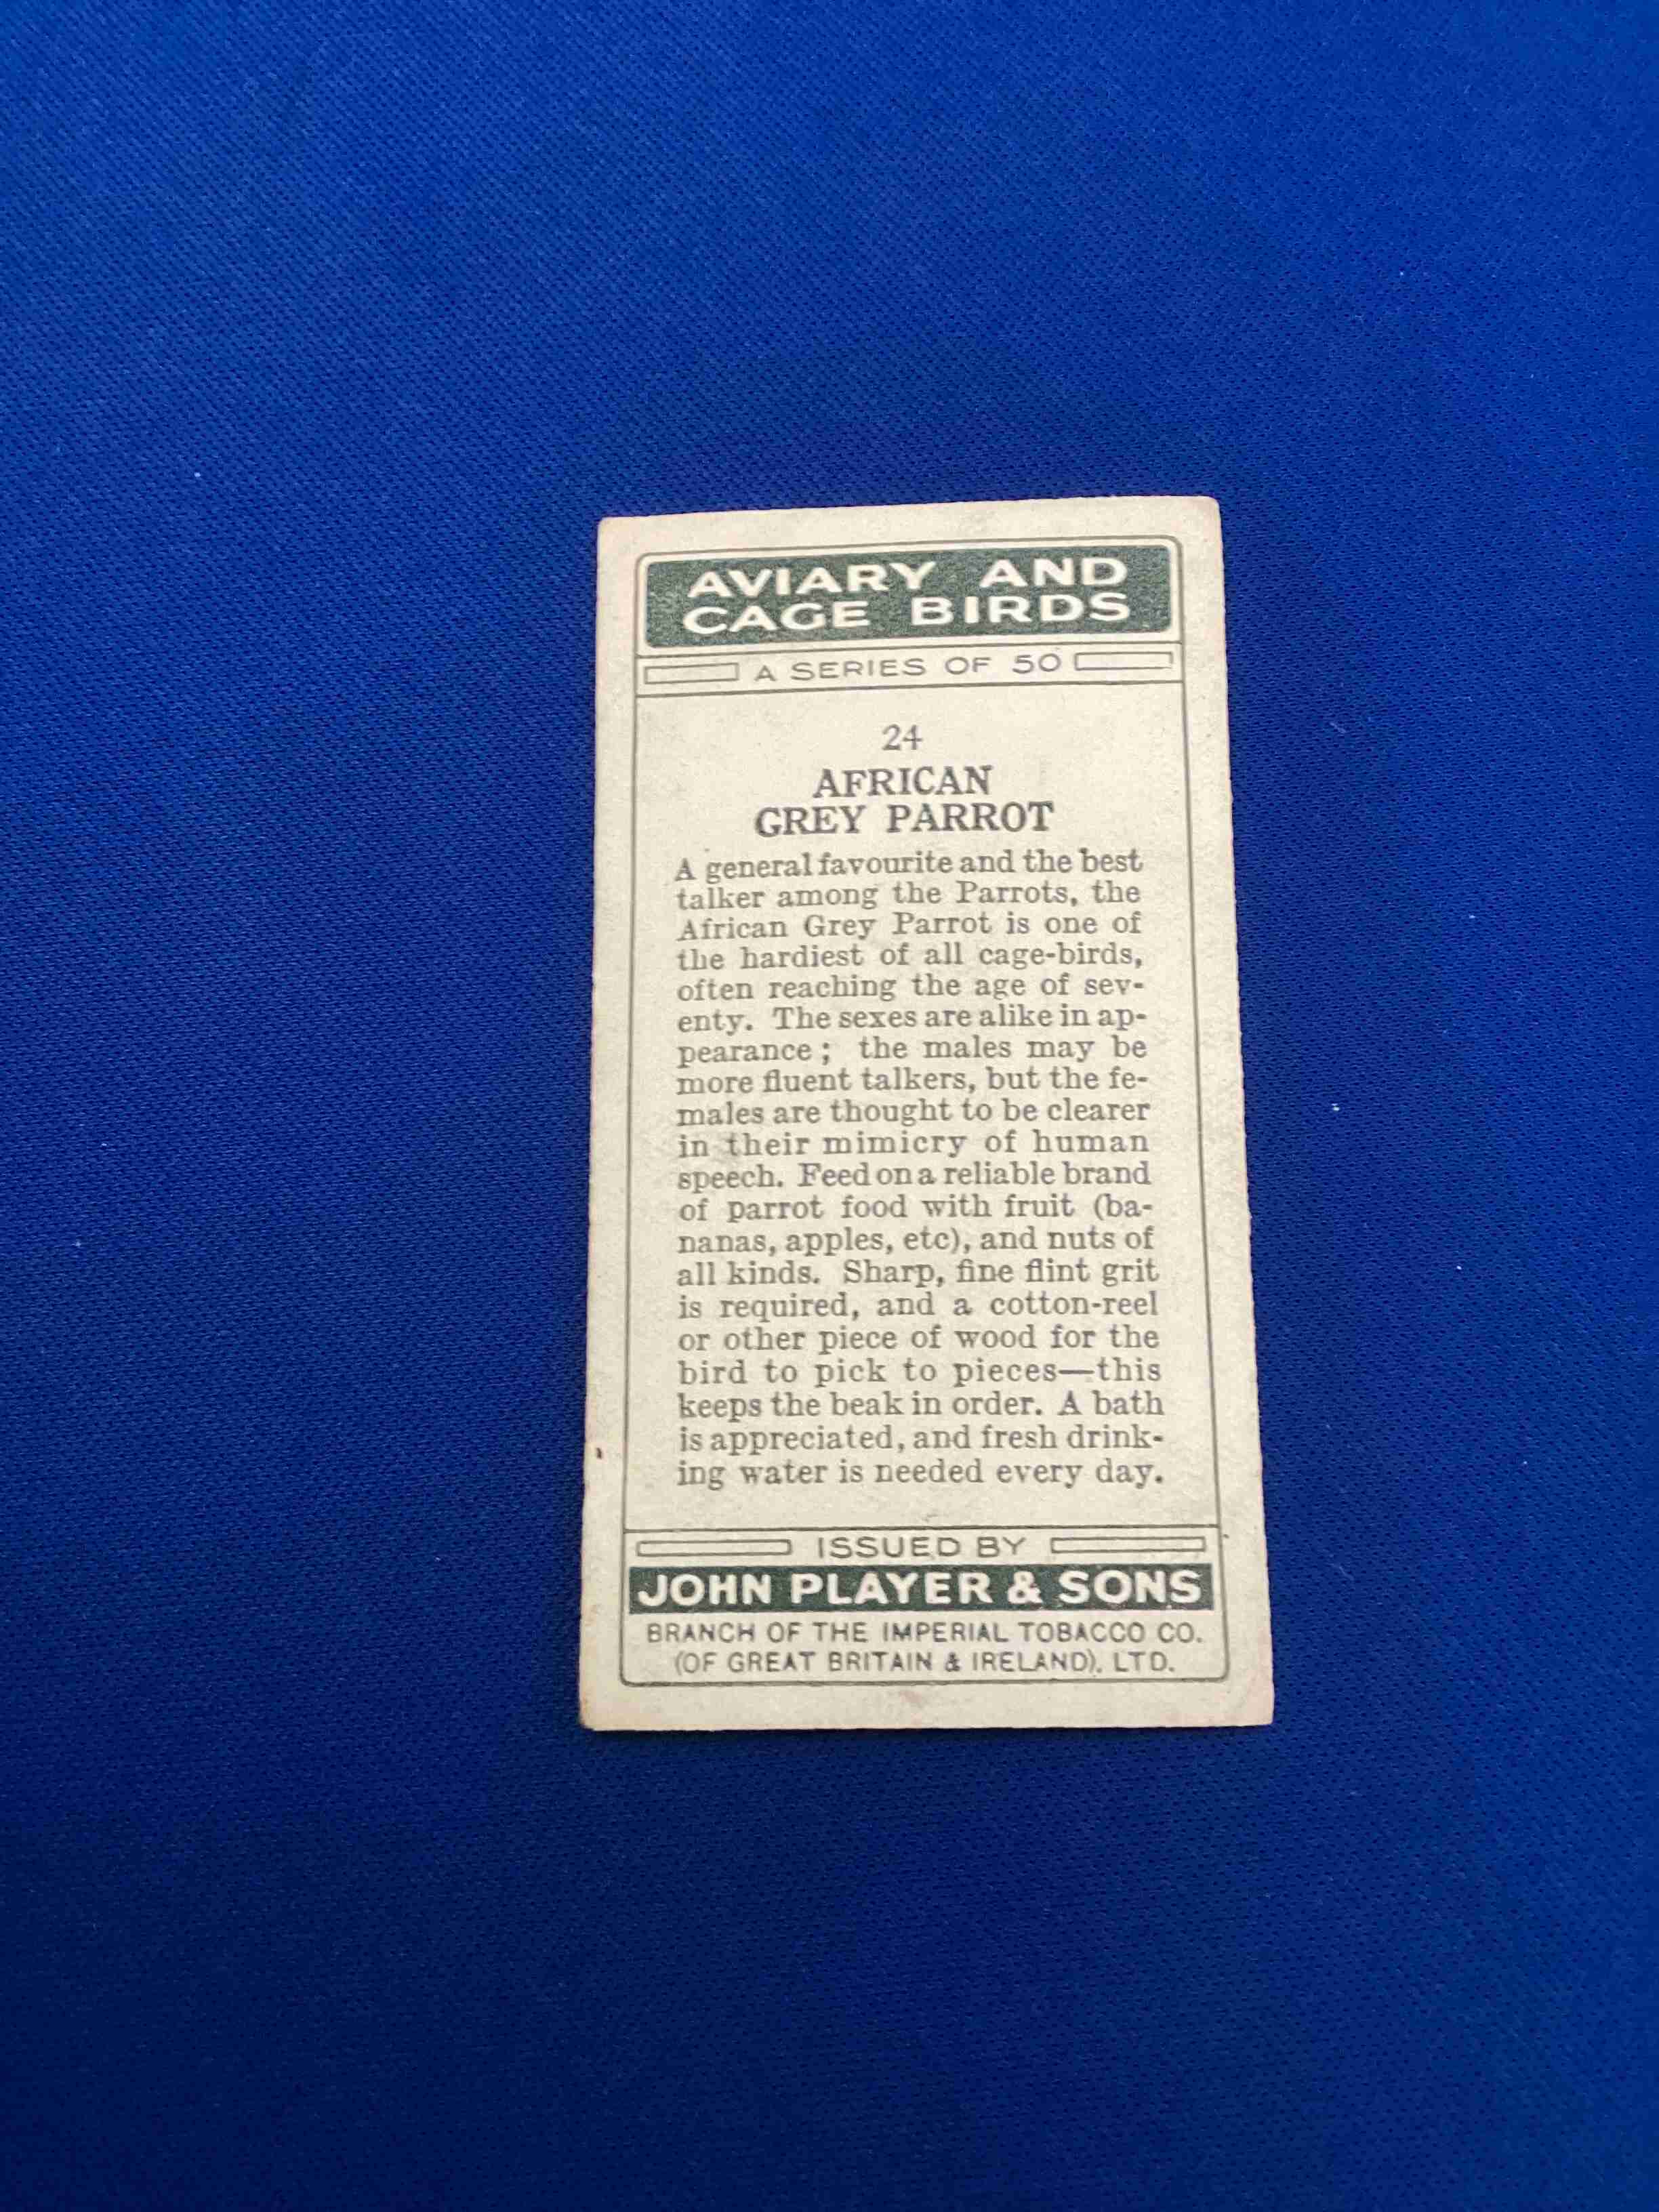 AVIARY AND
CAGE BIRDS
A SERIES OF 50
24
AFRICAN
GREY PARROT
A general favourite and the best
talker among the Parrots, the
African Grey Parrot is one of
the hardiest of all cage-birds,
often reaching the age of sev-
enty. The sexes are alike in ap-
pearance; the males may be
more fluent talkers, but the fe-
males are thought to be clearer
in their mimicry of human
speech. Feed on a reliable brand
of parrot food with fruit (ba-
nanas, apples, etc), and nuts of
all kinds. Sharp, fine flint grit
is required, and a cotton-reel
or other piece of wood for the
bird to pick to pieces—this
keeps the beak in order. A bath
is appreciated, and fresh drink-
ing water is needed every day.
ISSUED BY
JOHN PLAYER & SONS
BRANCH OF THE IMPERIAL TOBACCO CO.
(OF GREAT BRITAIN & IRELAND), LTD.